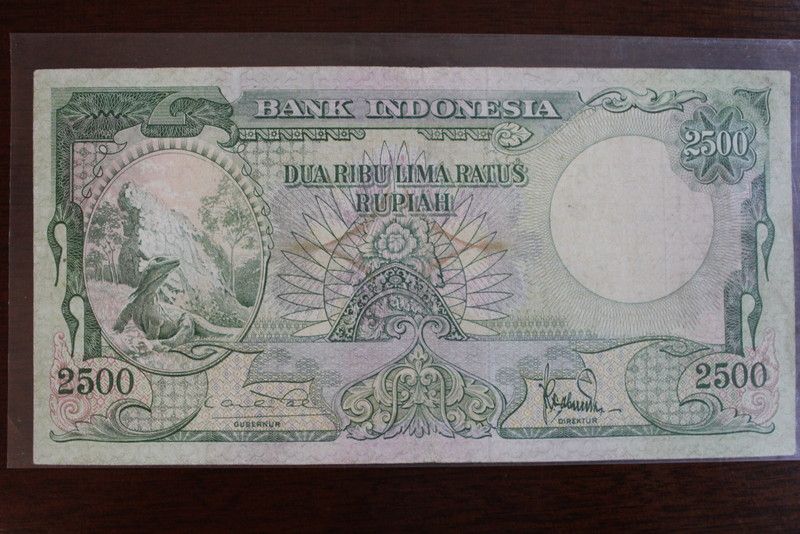 BANK INDONESIA
2500
DUA RIBU LIMA RATUS
RUPIAH
2500
2500
GUBERNUR
DIREKTUR